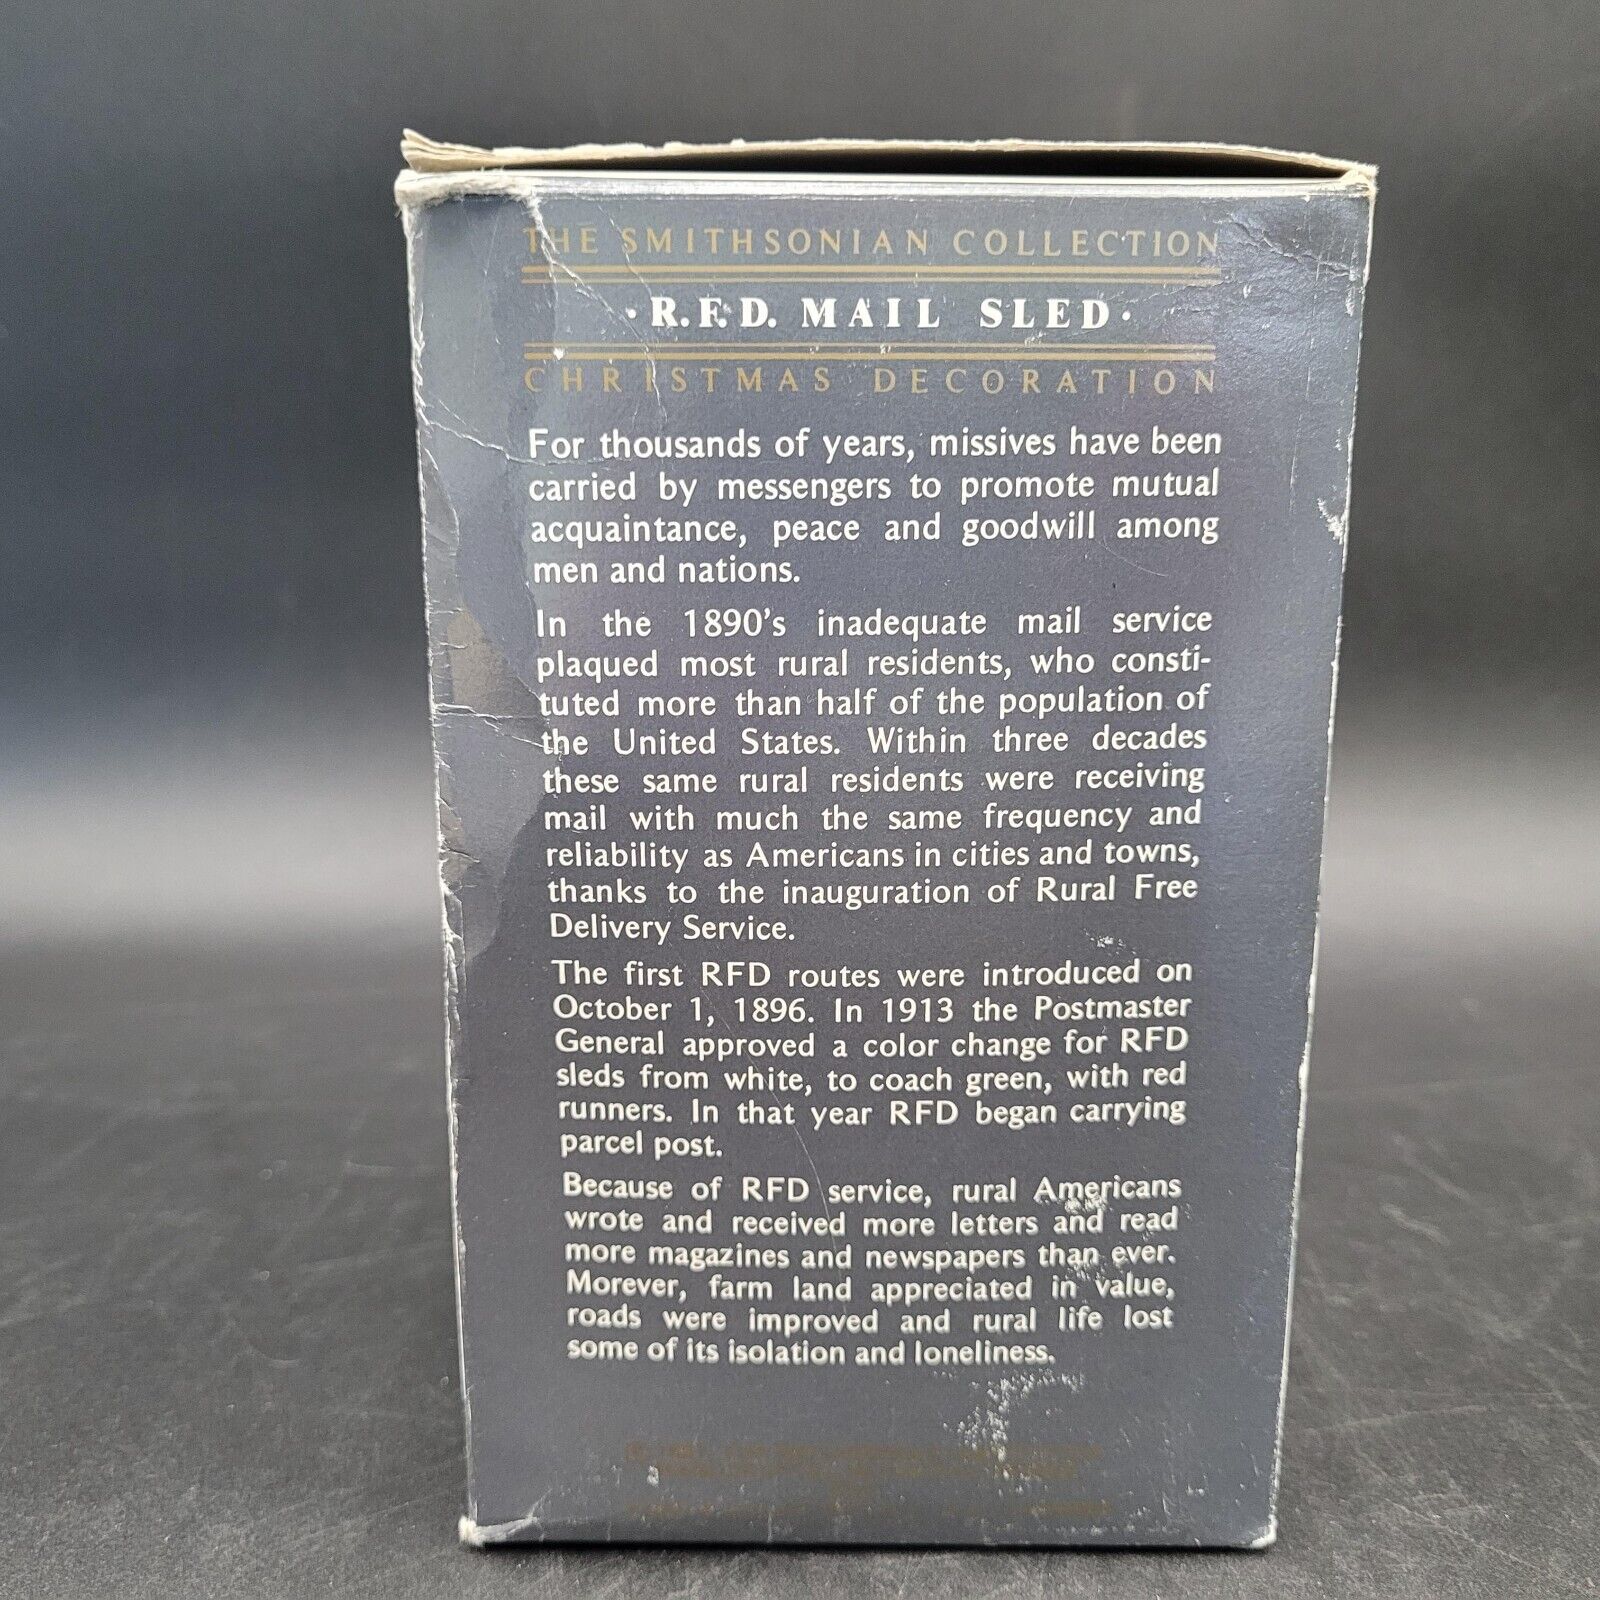 THE SMITHSONIAN COLLECTION
· R.F.D. MAIL SLED ·
CHRISTMAS DECORATION
For thousands of years, missives have been
carried by messengers to promote mutual
acquaintance, peace and goodwill among
men and nations.
In the 1890's inadequate mail service
plaqued most rural residents, who consti-
tuted more than half of the population of
the United States. Within three decades
these same rural residents were receiving
mail with much the same frequency and
reliability as Americans in cities and towns,
thanks to the inauguration of Rural Free
Delivery Service.
The first RFD routes were introduced on
October 1, 1896. In 1913 the Postmaster
General approved a color change for RFD
sleds from white, to coach green, with red
runners. In that year RFD began carrying
parcel post.
Because of RFD service, rural Americans
wrote and received more letters and read
more magazines and newspapers than ever.
Morever, farm land appreciated in value,
roads were improved and rural life lost
some of its isolation and loneliness.